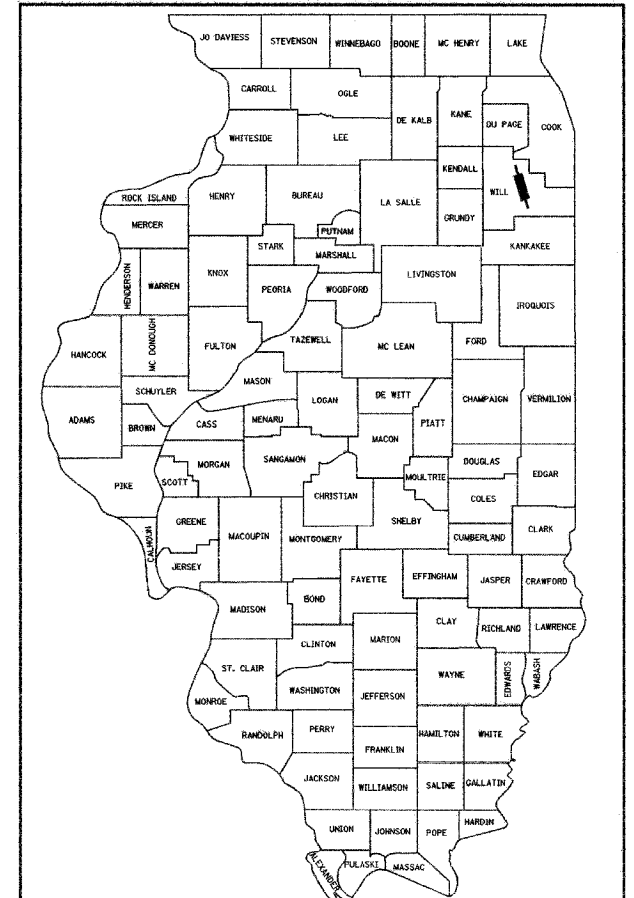 JO DAVIESS
STEVENSON
WINNEBAGO
BOONE
MC HENRY
LAKE
CARROLL
OGLE
DE KALB
KANE
DU PAGE
COOK
WHITESIDE
LEE
KENDALL
WILL
ROCK ISLAND
HENRY
BUREAU
LA SALLE
GRUNDY
MERCER
PUTNAM
STARK
MARSHALL
KANKAKEE
HENDERSON
WARREN
KNOX
PEORIA
WOODFORD
LIVINGSTON
IROQUOIS
HANCOCK
MC DONOUGH
FULTON
TAZEWELL
MC LEAN
FORD
SCHUYLER
MASON
LOGAN
DE WITT
CHAMPAIGN
VERMILION
ADAMS
BROWN
CASS
MENARD
PIATT
MACON
MORGAN
SANGAMON
DOUGLAS
EDGAR
PIKE
SCOTT
CHRISTIAN
MOULTRIE
COLES
CALHOUN
GREENE
MACOUPIN
MONTGOMERY
SHELBY
CUMBERLAND
CLARK
JERSEY
FAYETTE
EFFINGHAM
JASPER
CRAWFORD
MADISON
BOND
CLAY
RICHLAND
LAWRENCE
CLINTON
MARION
ST. CLAIR
WAYNE
EDWARDS
WABASH
WASHINGTON
JEFFERSON
MONROE
RANDOLPH
PERRY
HAMILTON
WHITE
FRANKLIN
JACKSON
WILLIAMSON
SALINE
GALLATIN
UNION
JOHNSON
POPE
HARDIN
ALEXANDER
PULASKI
MASSAC